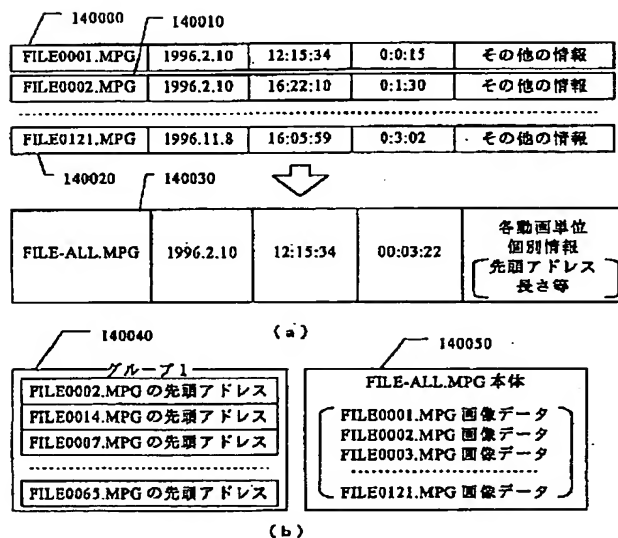 140000 140010
FILE0001.MPG 1996.2.10 12:15:34 0:0:15 その他の情報
FILE0002.MPG 1996.2.10 16:22:10 0:1:30 その他の情報
FILE0121.MPG 1996.11.8 16:05:59 0:3:02 その他の情報
140020 140030
FILE-ALL.MPG 1996.2.10 12:15:34 00:03:22 各動画単位
個別情報
先頭アドレス
長さ等
(a)
140040 140050
グループ1 FILE-ALL.MPG 本体
FILE0002.MPG の先頭アドレス FILE0001.MPG 画像データ
FILE0014.MPG の先頭アドレス FILE0002.MPG 画像データ
FILE0007.MPG の先頭アドレス FILE0003.MPG 画像データ
FILE0065.MPG の先頭アドレス FILE0121.MPG 画像データ
(b)